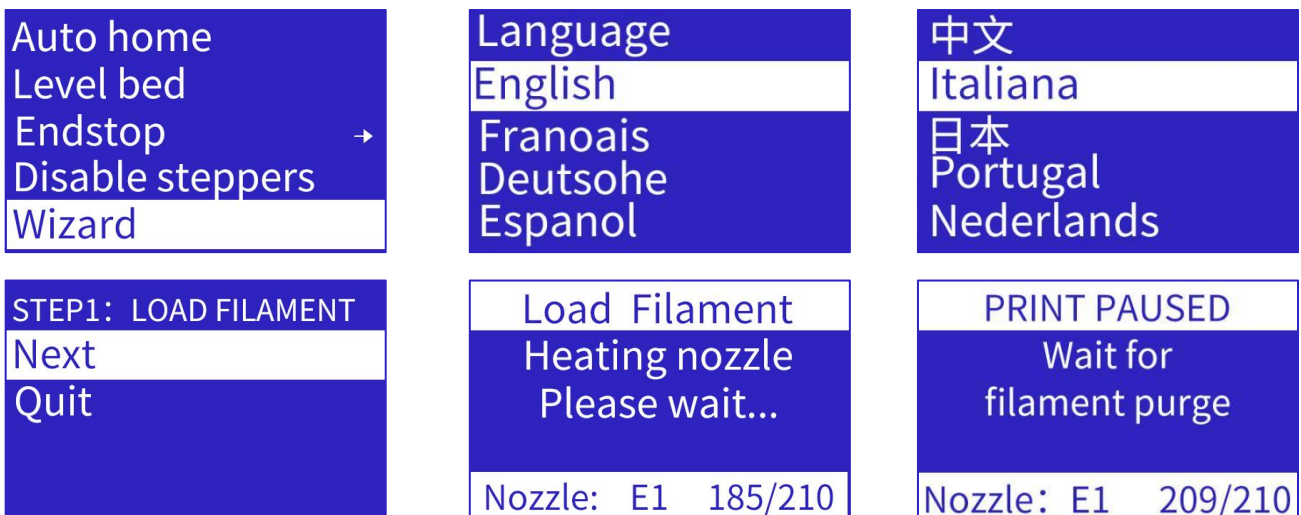 Auto home
Level bed
Endstop →
Disable steppers
Wizard
Language
English
Franoais
Deutsohe
Espanol
中文
Italiana
日本
Portugal
Nederlands
STEP1: LOAD FILAMENT
Next
Quit
Load Filament
Heating nozzle
Please wait...
Nozzle: E1 185/210
PRINT PAUSED
Wait for
filament purge
Nozzle: E1 209/210